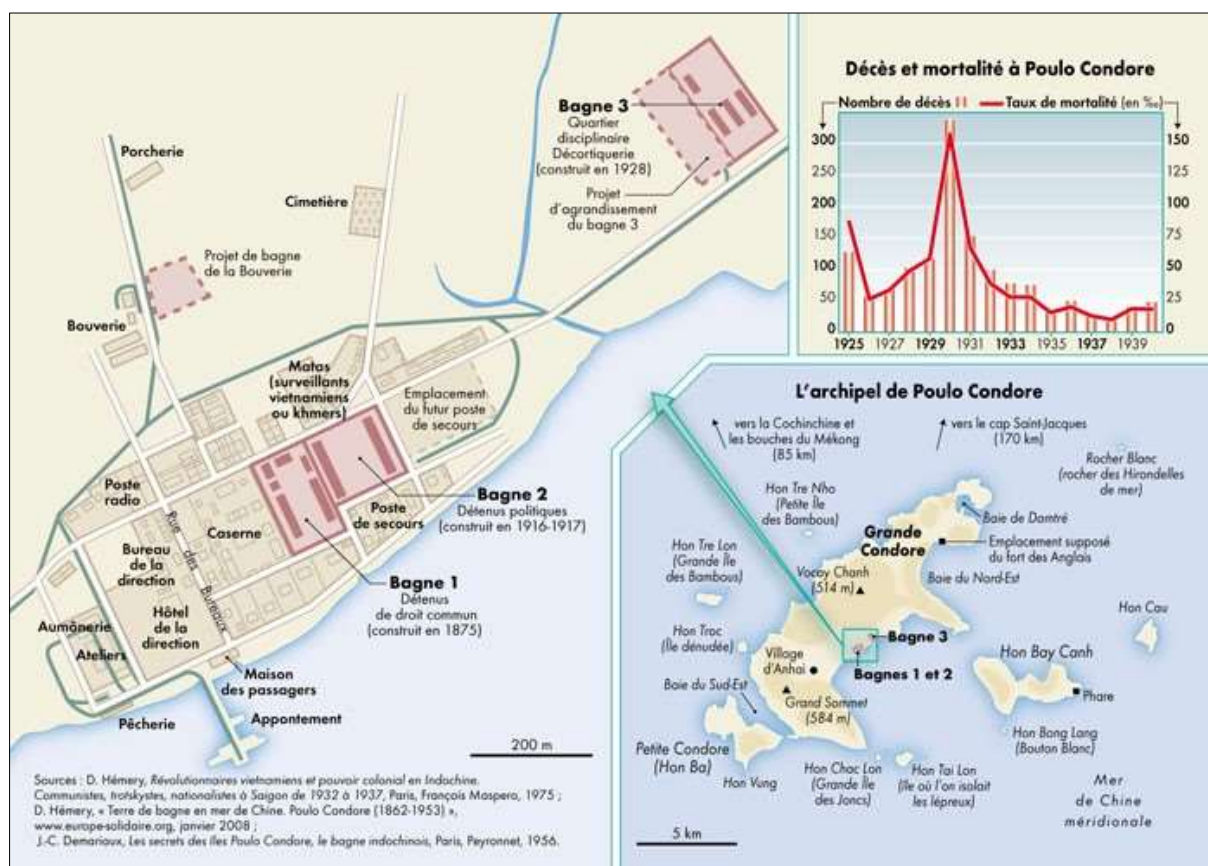 Bagne 3
Quartier
disciplinaire
Décortiquerie
(construit en 1928)
Projet
d'agrandissement
du bagne 3
Porcherie
Cimetière
Projet de bagne
de la Bouverie
Bouverie
Matas
(surveillants
vietnamiens
ou khmers)
Emplacement
du futur poste
de secours
Poste
radio
Rue des Bureaux
Caserne
Bagne 2
Détenus politiques
(construit en 1916-1917)
Poste
de secours
Bureau
de la
direction
Bagne 1
Détenus
de droit commun
(construit en 1875)
Hôtel
de la
direction
Aumônerie
Ateliers
Maison
des passagers
Pêcherie
Appontement
200 m
Sources : D. Hémery, Révolutionnaires vietnamiens et pouvoir colonial en Indochine.
Communistes, trotskystes, nationalistes à Saigon de 1932 à 1937, Paris, François Maspero, 1975 ;
D. Hémery, « Terre de bagne en mer de Chine. Poulo Condore (1862-1953) »,
www.europe-solidaire.org, janvier 2008 ;
J.-C. Demariaux, Les secrets des îles Poulo Condore, le bagne indochinois, Paris, Peyronnet, 1956.
Décès et mortalité à Poulo Condore
Nombre de décès
Taux de mortalité (en ‰)
300
250
200
150
100
50
0
150
125
100
75
50
25
0
1925
1927
1929
1931
1933
1935
1937
1939
L'archipel de Poulo Condore
vers la Cochinchine et
les bouches du Mékong
(85 km)
vers le cap Saint-Jacques
(170 km)
Rocher Blanc
(rocher des Hirondelles
de mer)
Hon Tre Nho
(Petite Île
des Bambous)
Baie de Damtré
Grande
Condore
Emplacement supposé
du fort des Anglais
Hon Tre Lon
(Grande Île
des Bambous)
Vocay Chanh
(514 m)
Baie du Nord-Est
Hon Cau
Hon Troc
(Île dénudée)
Bagne 3
Village
d'Anhai
Bagnes 1 et 2
Hon Bay Canh
Baie du Sud-Est
Phare
Grand Sommet
(584 m)
Petite Condore
(Hon Ba)
Hon Bong Lang
(Bouton Blanc)
Hon Vung
Hon Chac Lon
(Grande Île
des Joncs)
Hon Tai Lon
(Île où l'on isolait
les lépreux)
Mer
de Chine
méridionale
5 km